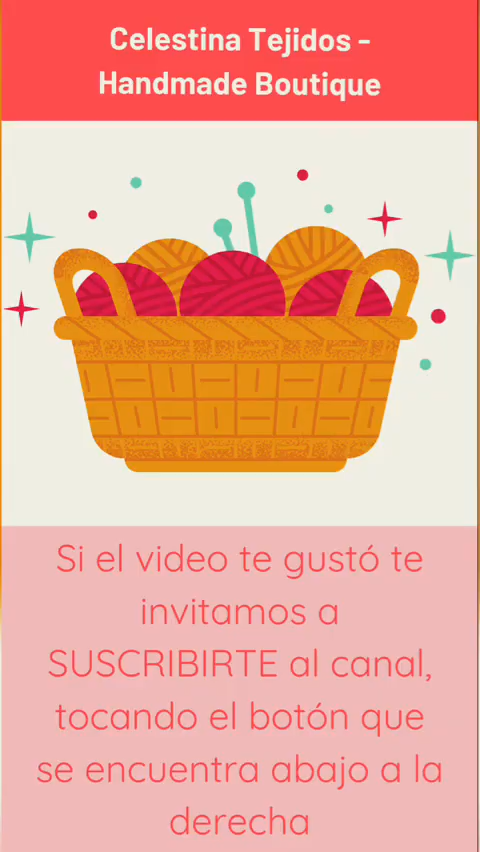 Celestina Tejidos -
Handmade Boutique
Si el video te gustó te
invitamos a
SUSCRIBIRTE al canal,
tocando el botón que
se encuentra abajo a la
derecha